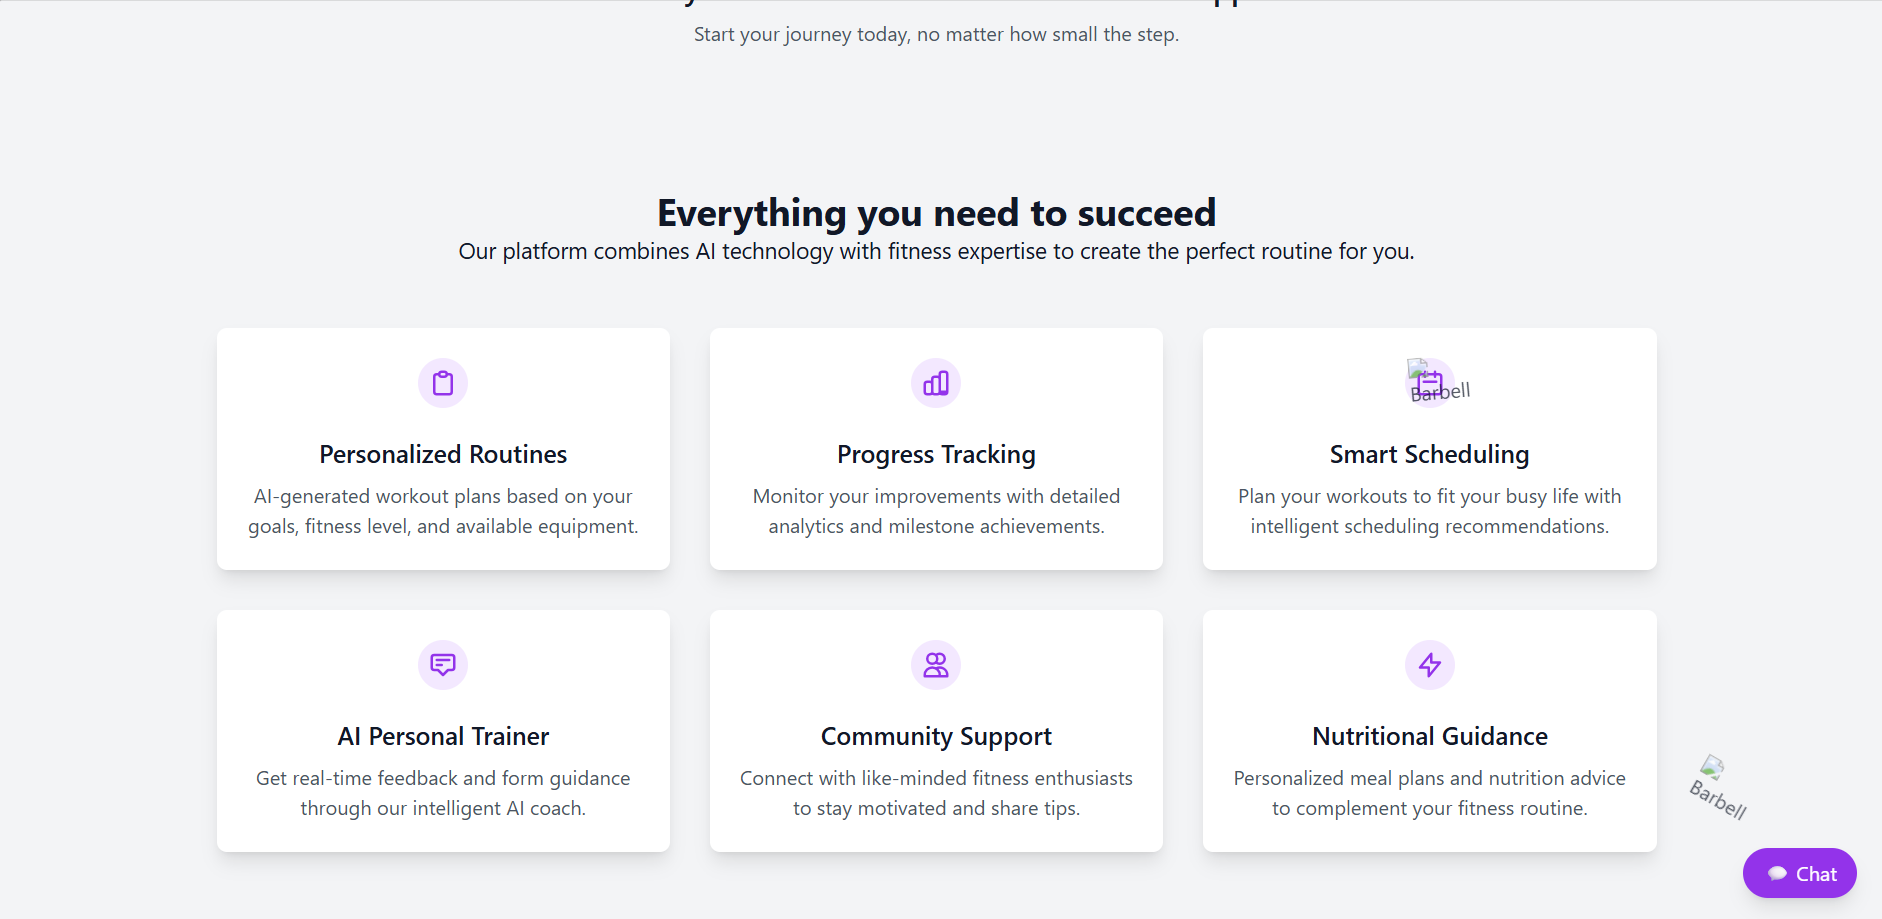 Start your journey today, no matter how small the step.
Everything you need to succeed
Our platform combines AI technology with fitness expertise to create the perfect routine for you.
Barbell
Personalized Routines
AI-generated workout plans based on your
goals, fitness level, and available equipment.
Progress Tracking
Monitor your improvements with detailed
analytics and milestone achievements.
Smart Scheduling
Plan your workouts to fit your busy life with
intelligent scheduling recommendations.
AI Personal Trainer
Get real-time feedback and form guidance
through our intelligent AI coach.
Community Support
Connect with like-minded fitness enthusiasts
to stay motivated and share tips.
Nutritional Guidance
Personalized meal plans and nutrition advice
to complement your fitness routine.
Barbell
Chat